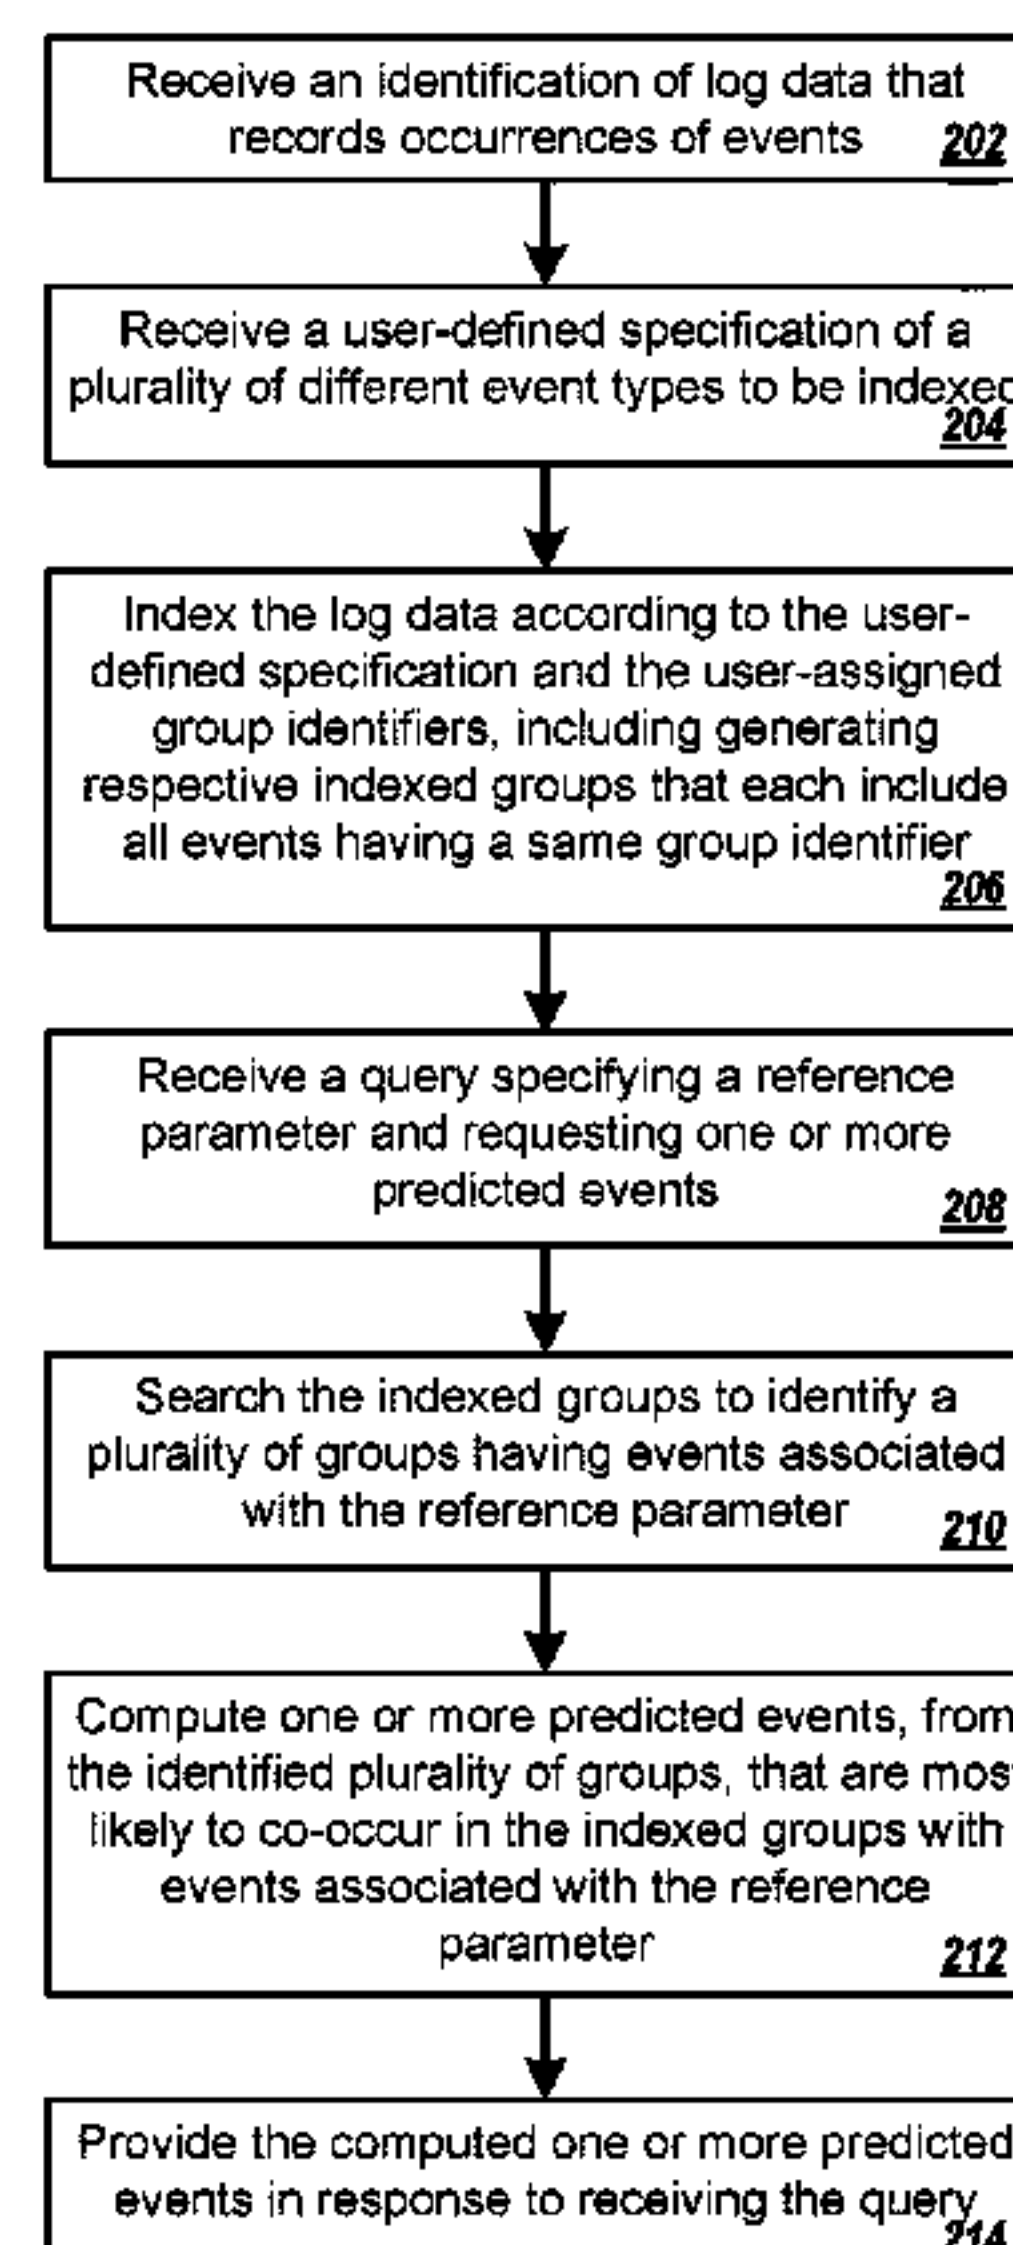 Receive an identification of log data that
records occurrences of events
202
Receive a user-defined specification of a
plurality of different event types to be indexed
204
Index the log data according to the user-
defined specification and the user-assigned
group identifiers, including generating
respective indexed groups that each include
all events having a same group identifier
206
Receive a query specifying a reference
parameter and requesting one or more
predicted events
208
Search the indexed groups to identify a
plurality of groups having events associated
with the reference parameter
210
Compute one or more predicted events, from
the identified plurality of groups, that are most
likely to co-occur in the indexed groups with
events associated with the reference
parameter
212
Provide the computed one or more predicted
events in response to receiving the query
214